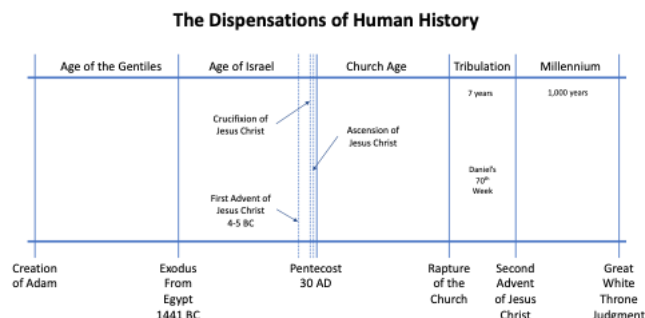 The Dispensations of Human History
Age of the Gentiles
Age of Israel
Church Age
Tribulation
Millennium
7 years
1,000 years
Crucifixion of
Jesus Christ
Ascension of
Jesus Christ
Daniel's
70th
Week
First Advent of
Jesus Christ
4-5 BC
Creation
of Adam
Exodus
From
Egypt
1441 BC
Pentecost
30 AD
Rapture
of the
Church
Second
Advent
of Jesus
Christ
Great
White
Throne
Judgment